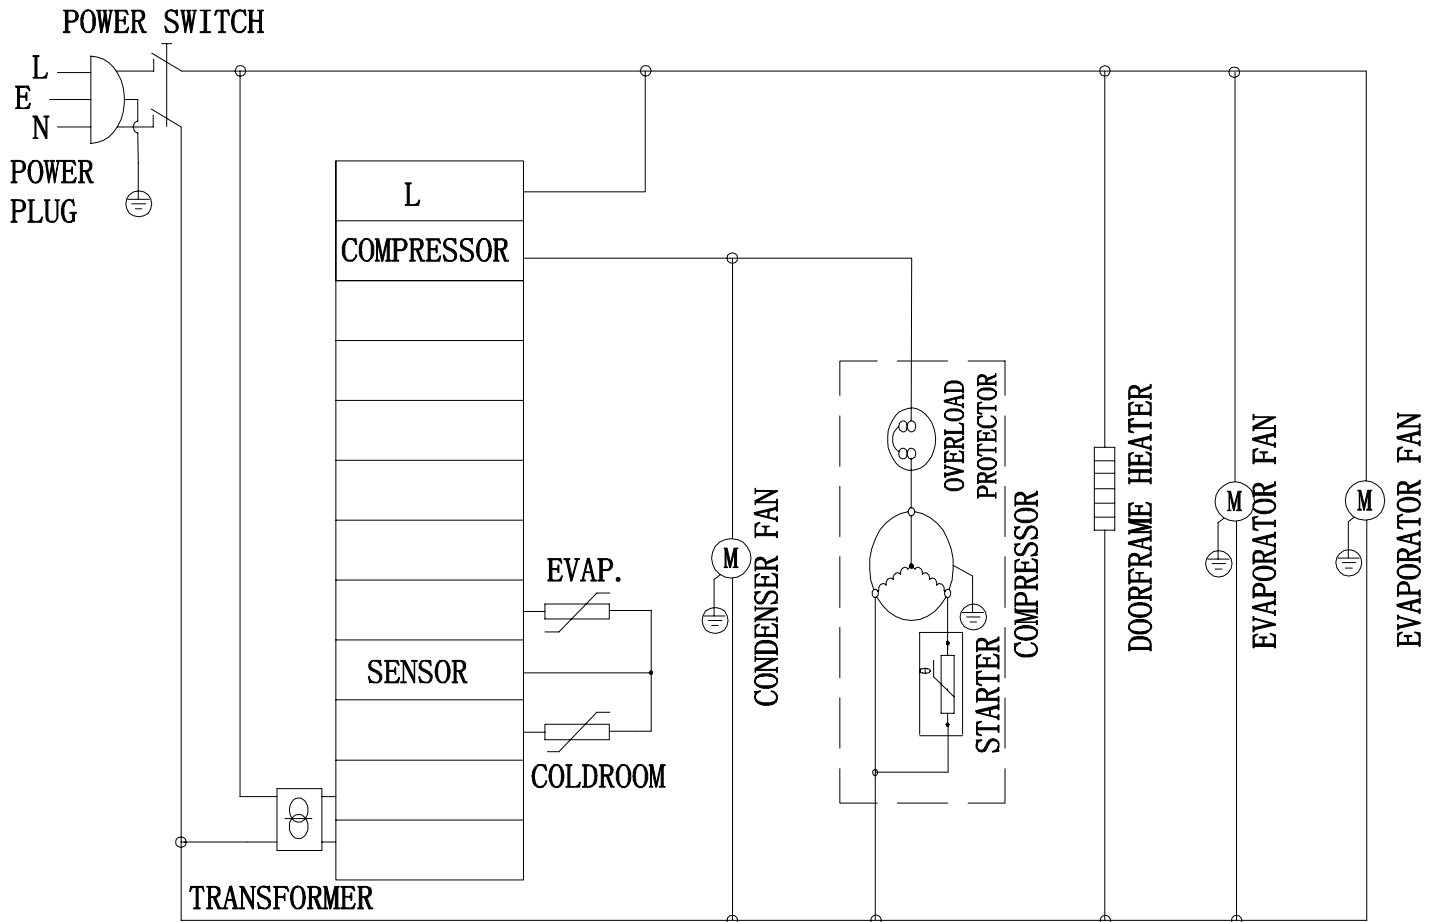 POWER SWITCH
L
E
N
POWER
PLUG
L
COMPRESSOR
EVAP.
SENSOR
COLDROOM
TRANSFORMER
CONDENSER FAN
M
OVERLOAD
PROTECTOR
STARTER
θ
COMPRESSOR
DOORFRAME HEATER
M
EVAPORATOR FAN
M
EVAPORATOR FAN